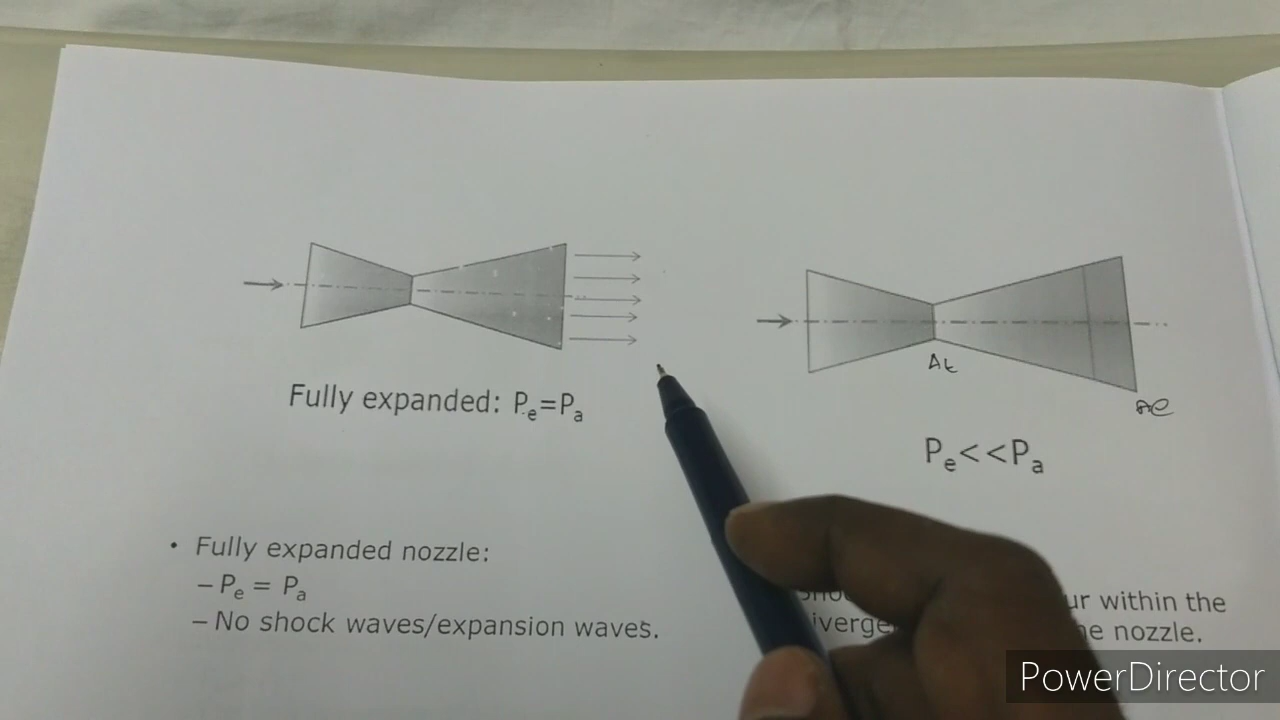 At
Ae
Fully expanded: Pe=Pa
Pe<<Pa
• Fully expanded nozzle:
– Pe = Pa
– No shock waves/expansion waves.
within the
nozzle.
PowerDirector